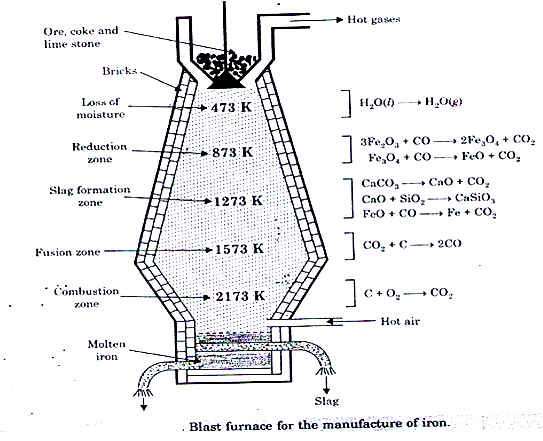 Ore, coke and
lime stone
Hot gases
Bricks
Loss of
moisture
473 K
H₂O(l) ⟶ H₂O(g)
Reduction
zone
873 K
3Fe₂O₃ + CO ⟶ 2Fe₃O₄ + CO₂
Fe₃O₄ + CO ⟶ FeO + CO₂
Slag formation
zone
1273 K
CaCO₃ ⟶ CaO + CO₂
CaO + SiO₂ ⟶ CaSiO₃
FeO + CO ⟶ Fe + CO₂
Fusion zone
1573 K
CO₂ + C ⟶ 2CO
Combustion
zone
2173 K
C + O₂ ⟶ CO₂
Hot air
Molten
iron
Slag
Blast furnace for the manufacture of iron.